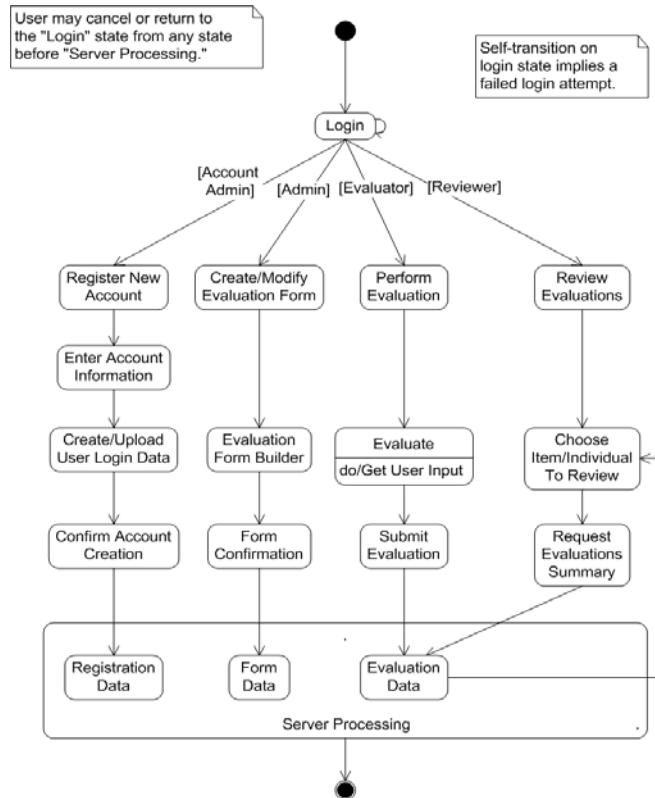 User may cancel or return to
the "Login" state from any state
before "Server Processing."
Self-transition on
login state implies a
failed login attempt.
Login
[Account
Admin]
[Admin]
[Evaluator]
[Reviewer]
Register New
Account
Create/Modify
Evaluation Form
Perform
Evaluation
Review
Evaluations
Enter Account
Information
Create/Upload
User Login Data
Evaluation
Form Builder
Evaluate
do/Get User Input
Choose
Item/Individual
To Review
Confirm Account
Creation
Form
Confirmation
Submit
Evaluation
Request
Evaluations
Summary
Registration
Data
Form
Data
Evaluation
Data
Server Processing